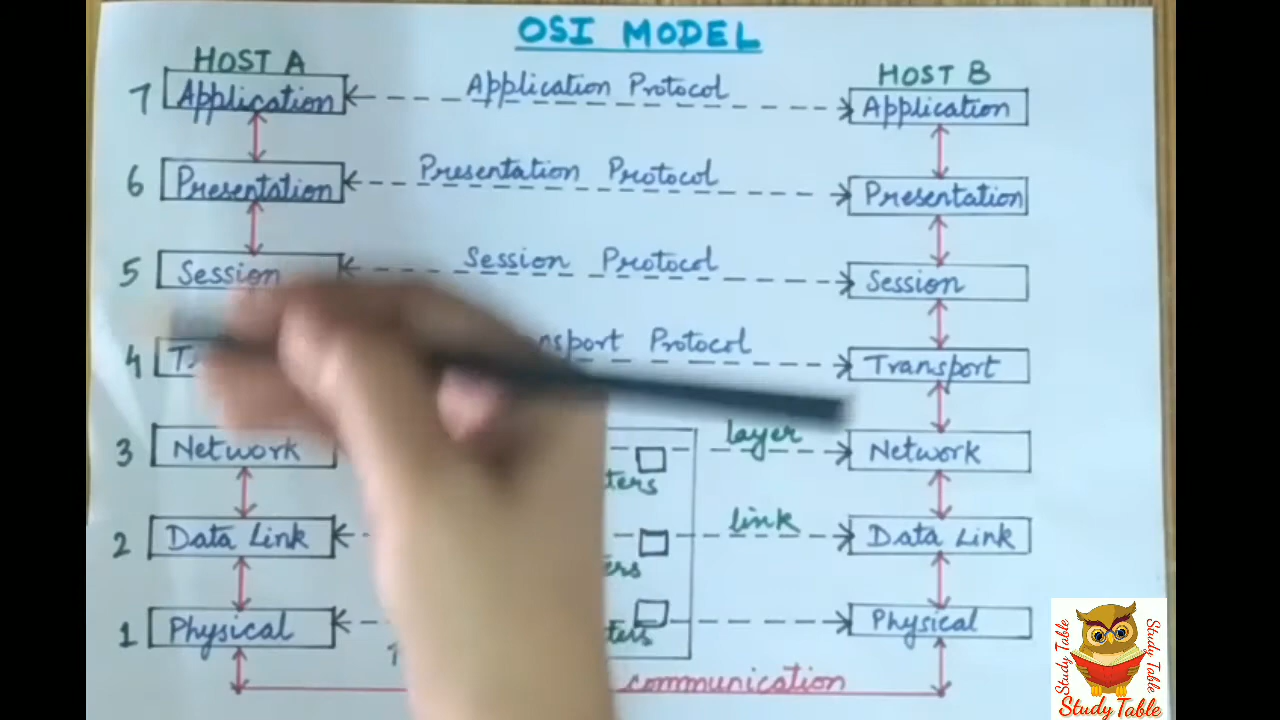 OSI MODEL
HOST A
HOST B
7 Application Application Protocol Application
6 Presentation Presentation Protocol Presentation
5 Session Session Protocol Session
4 Protocol Transport
3 Network layer Network
2 Data Link link Data Link
1 Physical Physical
communication
Study Table
Study Table
Study Table